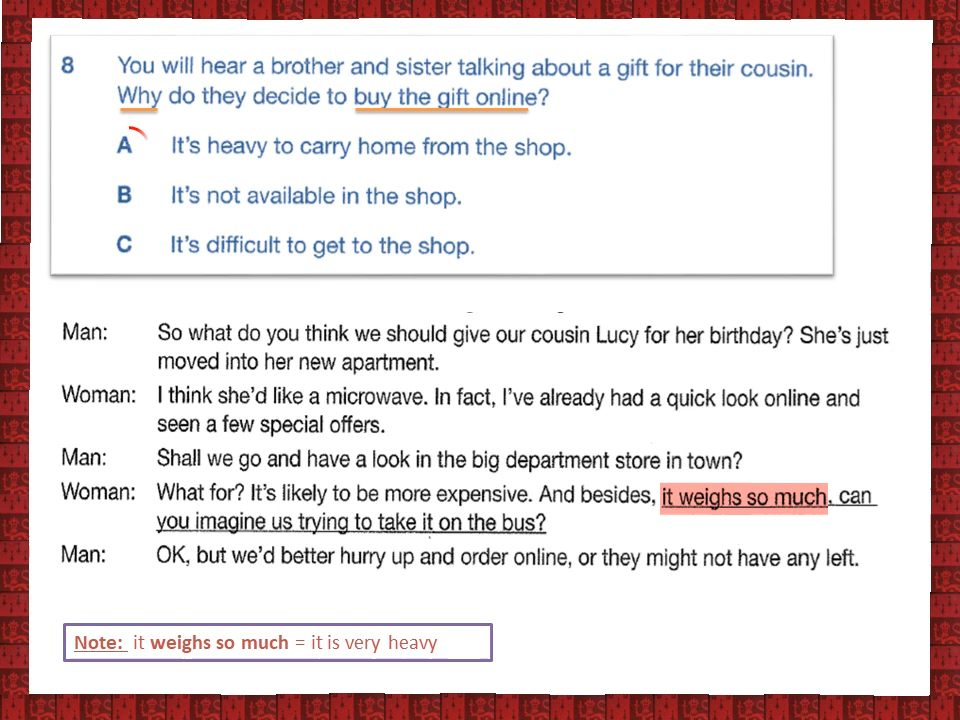 8 You will hear a brother and sister talking about a gift for their cousin.
Why do they decide to buy the gift online?
A It's heavy to carry home from the shop.
B It's not available in the shop.
C It's difficult to get to the shop.
Man: So what do you think we should give our cousin Lucy for her birthday? She's just
moved into her new apartment.
Woman: I think she'd like a microwave. In fact, I've already had a quick look online and
seen a few special offers.
Man: Shall we go and have a look in the big department store in town?
Woman: What for? It's likely to be more expensive. And besides, it weighs so much, can
you imagine us trying to take it on the bus?
Man: OK, but we'd better hurry up and order online, or they might not have any left.
Note: it weighs so much = it is very heavy